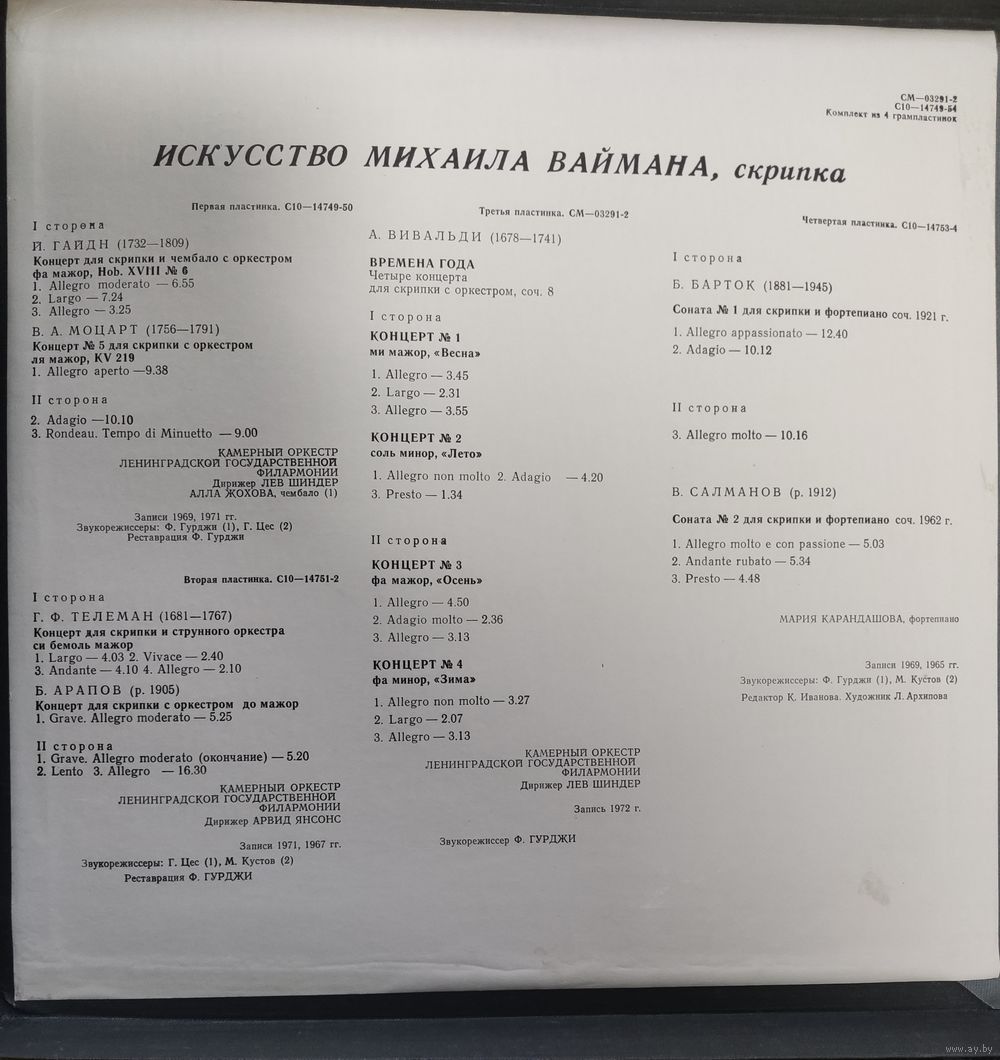 СМ—03291-2
С10—14749-54
Комплект из 4 грампластинок
ИСКУССТВО МИХАИЛА ВАЙМАНА, скрипка
Первая пластинка. С10—14749-50
I сторона
Й. ГАЙДН (1732—1809)
Концерт для скрипки и чембало с оркестром
фа мажор, Hob. XVIII № 6
1. Allegro moderato — 6.55
2. Largo — 7.24
3. Allegro — 3.25
В. А. МОЦАРТ (1756—1791)
Концерт № 5 для скрипки с оркестром
ля мажор, KV 219
1. Allegro aperto —9.38
II сторона
2. Adagio —10.10
3. Rondeau. Tempo di Minuetto — 9.00
КАМЕРНЫЙ ОРКЕСТР
ЛЕНИНГРАДСКОЙ ГОСУДАРСТВЕННОЙ
ФИЛАРМОНИИ
Дирижер ЛЕВ ШИНДЕР
АЛЛА ЖОХОВА, чембало (1)
Записи 1969, 1971 гг.
Звукорежиссеры: Ф. Гурджи (1), Г. Цес (2)
Реставрация Ф. Гурджи
Вторая пластинка. С10—14751-2
I сторона
Г. Ф. ТЕЛЕМАН (1681—1767)
Концерт для скрипки и струнного оркестра
си бемоль мажор
1. Largo — 4.03 2. Vivace — 2.40
3. Andante — 4.10 4. Allegro — 2.10
Б. АРАПОВ (р. 1905)
Концерт для скрипки с оркестром до мажор
1. Grave. Allegro moderato — 5.25
II сторона
1. Grave. Allegro moderato (окончание) — 5.20
2. Lento 3. Allegro — 16.30
КАМЕРНЫЙ ОРКЕСТР
ЛЕНИНГРАДСКОЙ ГОСУДАРСТВЕННОЙ
ФИЛАРМОНИИ
Дирижер АРВИД ЯНСОНС
Записи 1971, 1967 гг.
Звукорежиссеры: Г. Цес (1), М. Кустов (2)
Реставрация Ф. ГУРДЖИ
Третья пластинка. СМ—03291-2
А. ВИВАЛЬДИ (1678—1741)
ВРЕМЕНА ГОДА
Четыре концерта
для скрипки с оркестром, соч. 8
I сторона
КОНЦЕРТ № 1
ми мажор, «Весна»
1. Allegro — 3.45
2. Largo — 2.31
3. Allegro — 3.55
КОНЦЕРТ № 2
соль минор, «Лето»
1. Allegro non molto 2. Adagio — 4.20
3. Presto — 1.34
II сторона
КОНЦЕРТ № 3
фа мажор, «Осень»
1. Allegro — 4.50
2. Adagio molto — 2.36
3. Allegro — 3.13
КОНЦЕРТ № 4
фа минор, «Зима»
1. Allegro non molto — 3.27
2. Largo — 2.07
3. Allegro — 3.13
КАМЕРНЫЙ ОРКЕСТР
ЛЕНИНГРАДСКОЙ ГОСУДАРСТВЕННОЙ
ФИЛАРМОНИИ
Дирижер ЛЕВ ШИНДЕР
Запись 1972 г.
Звукорежиссер Ф. ГУРДЖИ
Четвертая пластинка. С10—14753-4
I сторона
Б. БАРТОК (1881—1945)
Соната № 1 для скрипки и фортепиано соч. 1921 г.
1. Allegro appassionato — 12.40
2. Adagio — 10.12
II сторона
3. Allegro molto — 10.16
В. САЛМАНОВ (р. 1912)
Соната № 2 для скрипки и фортепиано соч. 1962 г.
1. Allegro molto e con passione — 5.03
2. Andante rubato — 5.34
3. Presto — 4.48
МАРИЯ КАРАНДАШОВА, фортепиано
Записи 1969, 1965 гг.
Звукорежиссеры: Ф. Гурджи (1), М. Кустов (2)
Редактор К. Иванова. Художник Л. Архипова
www.ay.by